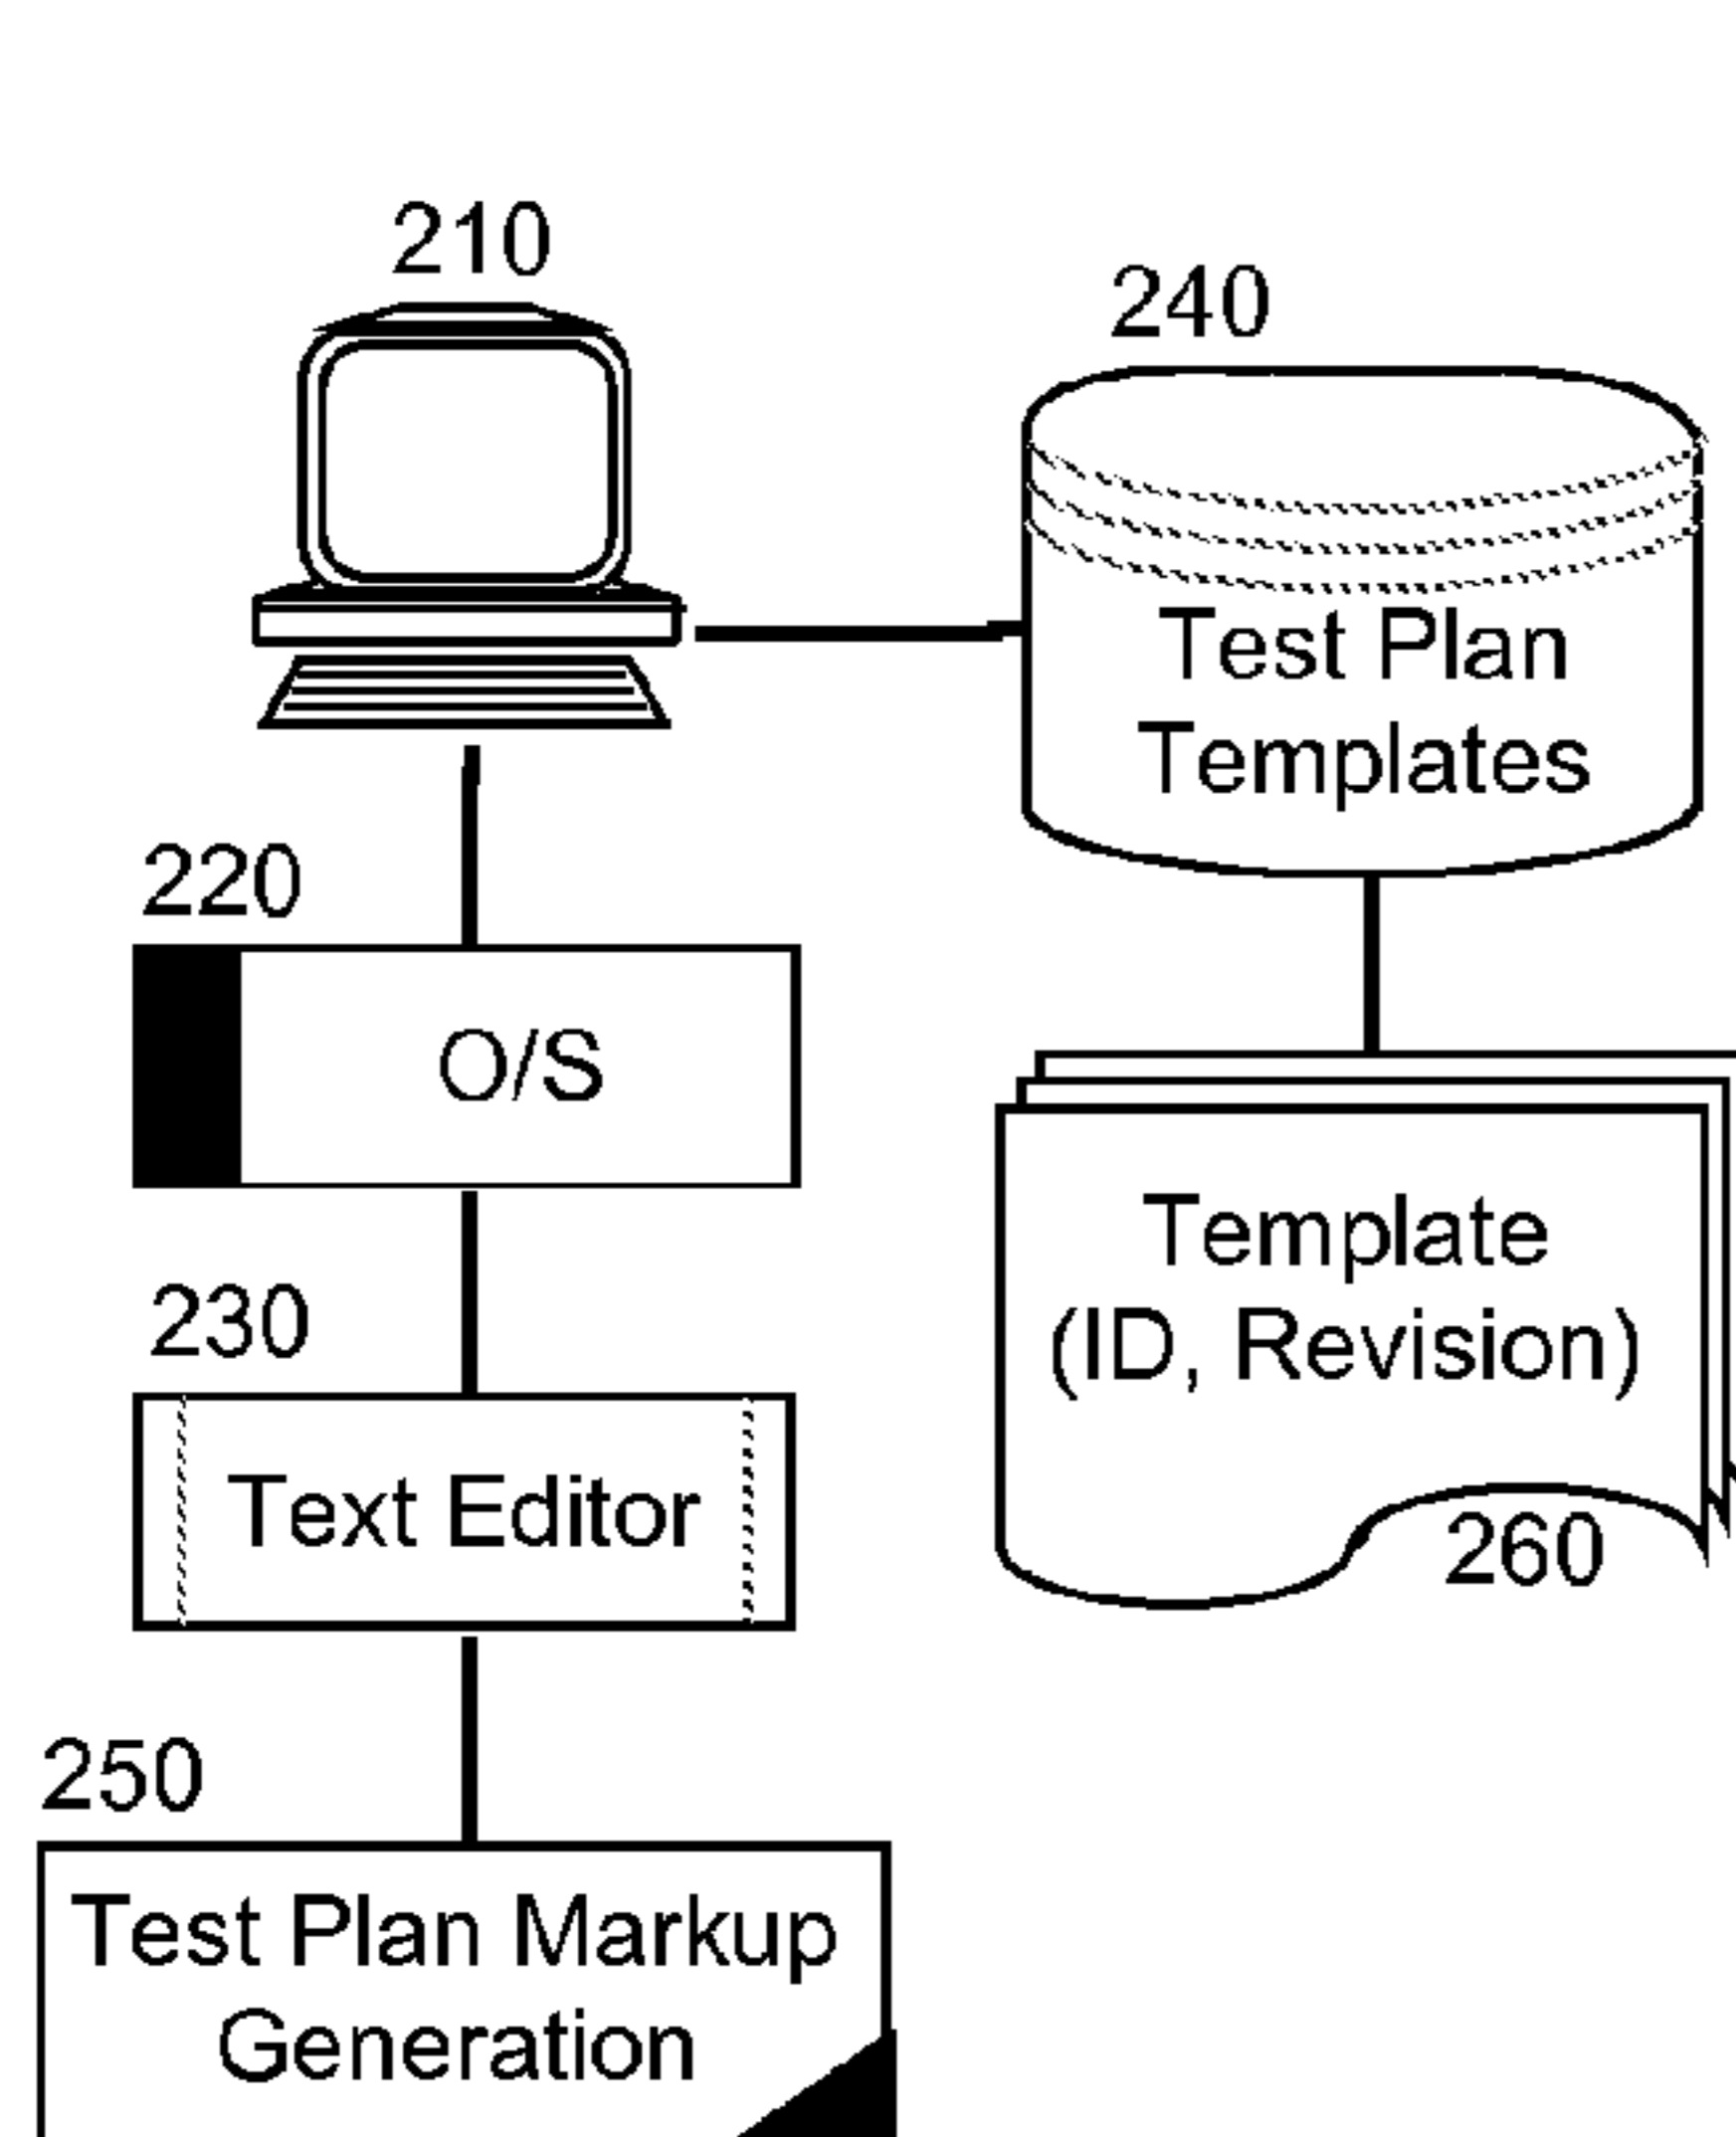 210
240
Test Plan
Templates
220
O/S
Template
(ID, Revision)
230
Text Editor
260
250
Test Plan Markup
Generation